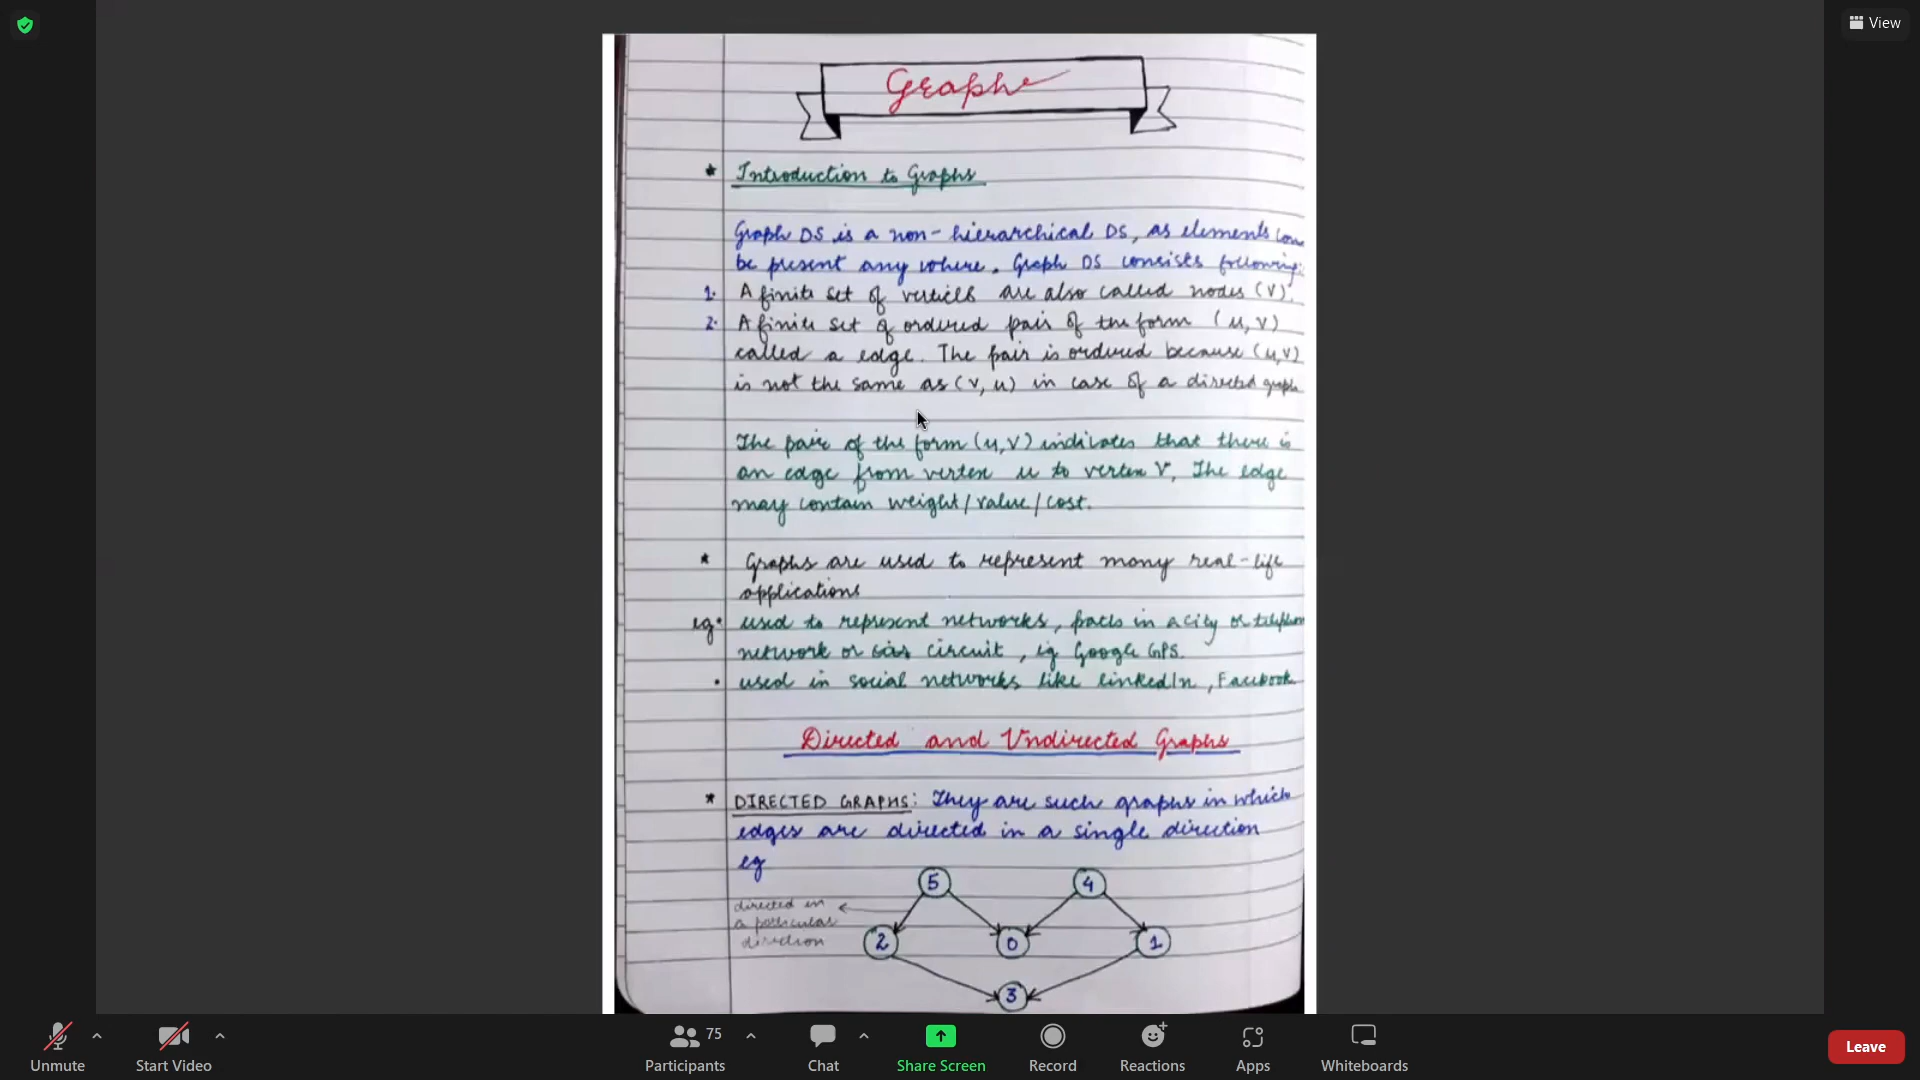 View
Graphs
* Introduction to Graphs
Graph DS is a non-hierarchical DS, as elements can
be present any where. Graph DS consists following:
1. A finite set of vertices are also called nodes (V).
2. A finite set of ordered pair of the form (u,v)
called a edge. The pair is ordered because (u,v)
is not the same as (v,u) in case of a directed graph
The pair of the form (u,v) indicates that there is
an edge from vertex u to vertex v. The edge
may contain weight/value/cost.
* Graphs are used to represent many real-life
applications
eg • used to represent networks, paths in a city or telephone
network or circuit, eg Google GPS.
• used in social networks like linkedIn, Facebook
Directed and Undirected Graphs
* DIRECTED GRAPHS: They are such graphs in which
edges are directed in a single direction
eg
5 4
directed in
a particular
direction
2 0 1
3
Unmute
Start Video
75
Participants
Chat
Share Screen
Record
Reactions
Apps
Whiteboards
Leave